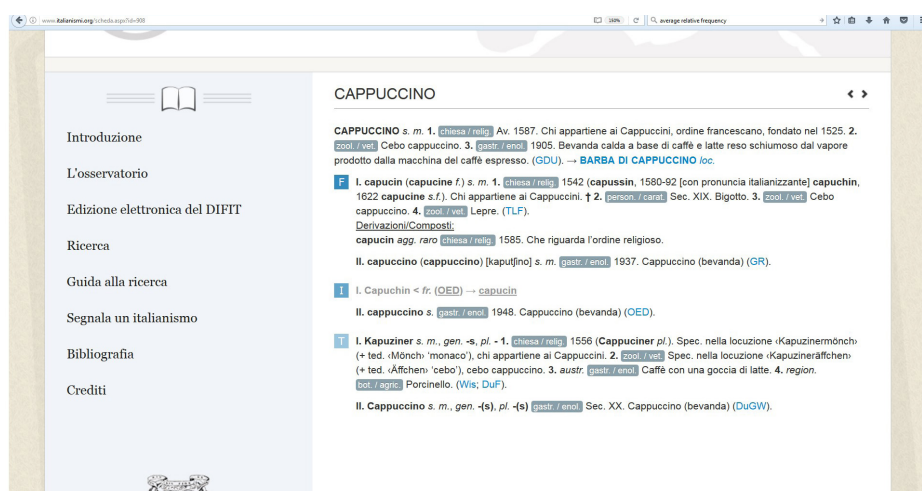 www.italianismi.org/scheda.aspx?id=908
150%
average relative frequency
Introduzione
L'osservatorio
Edizione elettronica del DIFIT
Ricerca
Guida alla ricerca
Segnala un italianismo
Bibliografia
Crediti
CAPPUCCINO
CAPPUCCINO s. m. 1. chiesa / relig. Av. 1587. Chi appartiene ai Cappuccini, ordine francescano, fondato nel 1525. 2.
zool. / vet. Cebo cappuccino. 3. gastr. / enol. 1905. Bevanda calda a base di caffè e latte reso schiumoso dal vapore
prodotto dalla macchina del caffè espresso. (GDU). → BARBA DI CAPPUCCINO loc.
F I. capucin (capucine f.) s. m. 1. chiesa / relig. 1542 (capussin, 1580-92 [con pronuncia italianizzante] capuchin,
1622 capucine s.f.). Chi appartiene ai Cappuccini. † 2. person. / carat. Sec. XIX. Bigotto. 3. zool. / vet. Cebo
cappuccino. 4. zool. / vet. Lepre. (TLF).
Derivazioni/Composti:
capucin agg. raro chiesa / relig. 1585. Che riguarda l'ordine religioso.
II. capuccino (cappuccino) [kaputʃino] s. m. gastr. / enol. 1937. Cappuccino (bevanda) (GR).
I I. Capuchin < fr. (OED) → capucin
II. cappuccino s. gastr. / enol. 1948. Cappuccino (bevanda) (OED).
T I. Kapuziner s. m., gen. -s, pl. - 1. chiesa / relig. 1556 (Cappuciner pl.). Spec. nella locuzione ‹Kapuzinermönch›
(+ ted. ‹Mönch› 'monaco'), chi appartiene ai Cappuccini. 2. zool. / vet. Spec. nella locuzione ‹Kapuzineräffchen›
(+ ted. ‹Äffchen› 'cebo'), cebo cappuccino. 3. austr. gastr. / enol. Caffè con una goccia di latte. 4. region.
bot. / agric. Porcinello. (Wis; DuF).
II. Cappuccino s. m., gen. -(s), pl. -(s) gastr. / enol. Sec. XX. Cappuccino (bevanda) (DuGW).